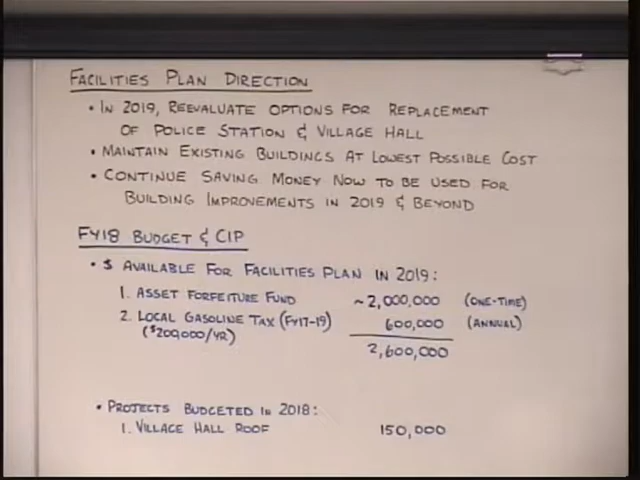 FACILITIES PLAN DIRECTION
• IN 2019, REEVALUATE OPTIONS FOR REPLACEMENT
OF POLICE STATION & VILLAGE HALL
• MAINTAIN EXISTING BUILDINGS AT LOWEST POSSIBLE COST
• CONTINUE SAVING MONEY NOW TO BE USED FOR
BUILDING IMPROVEMENTS IN 2019 & BEYOND
FY18 BUDGET & CIP
• $ AVAILABLE FOR FACILITIES PLAN IN 2019:
1. ASSET FORFEITURE FUND ~2,000,000 (ONE-TIME)
2. LOCAL GASOLINE TAX (FY17-19) 600,000 (ANNUAL)
($200,000/YR)
2,600,000
• PROJECTS BUDGETED IN 2018:
1. VILLAGE HALL ROOF 150,000